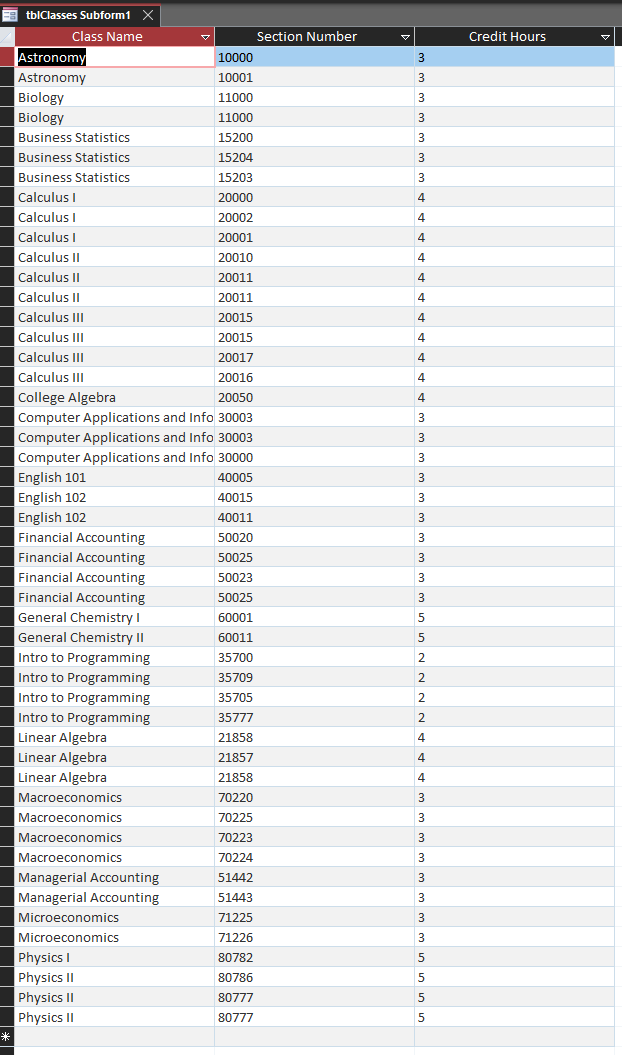 tblClasses Subform1
Class Name Section Number Credit Hours
Astronomy 10000 3
Astronomy 10001 3
Biology 11000 3
Biology 11000 3
Business Statistics 15200 3
Business Statistics 15204 3
Business Statistics 15203 3
Calculus I 20000 4
Calculus I 20002 4
Calculus I 20001 4
Calculus II 20010 4
Calculus II 20011 4
Calculus II 20011 4
Calculus III 20015 4
Calculus III 20015 4
Calculus III 20017 4
Calculus III 20016 4
College Algebra 20050 4
Computer Applications and Info 30003 3
Computer Applications and Info 30003 3
Computer Applications and Info 30000 3
English 101 40005 3
English 102 40015 3
English 102 40011 3
Financial Accounting 50020 3
Financial Accounting 50025 3
Financial Accounting 50023 3
Financial Accounting 50025 3
General Chemistry I 60001 5
General Chemistry II 60011 5
Intro to Programming 35700 2
Intro to Programming 35709 2
Intro to Programming 35705 2
Intro to Programming 35777 2
Linear Algebra 21858 4
Linear Algebra 21857 4
Linear Algebra 21858 4
Macroeconomics 70220 3
Macroeconomics 70225 3
Macroeconomics 70223 3
Macroeconomics 70224 3
Managerial Accounting 51442 3
Managerial Accounting 51443 3
Microeconomics 71225 3
Microeconomics 71226 3
Physics I 80782 5
Physics II 80786 5
Physics II 80777 5
Physics II 80777 5